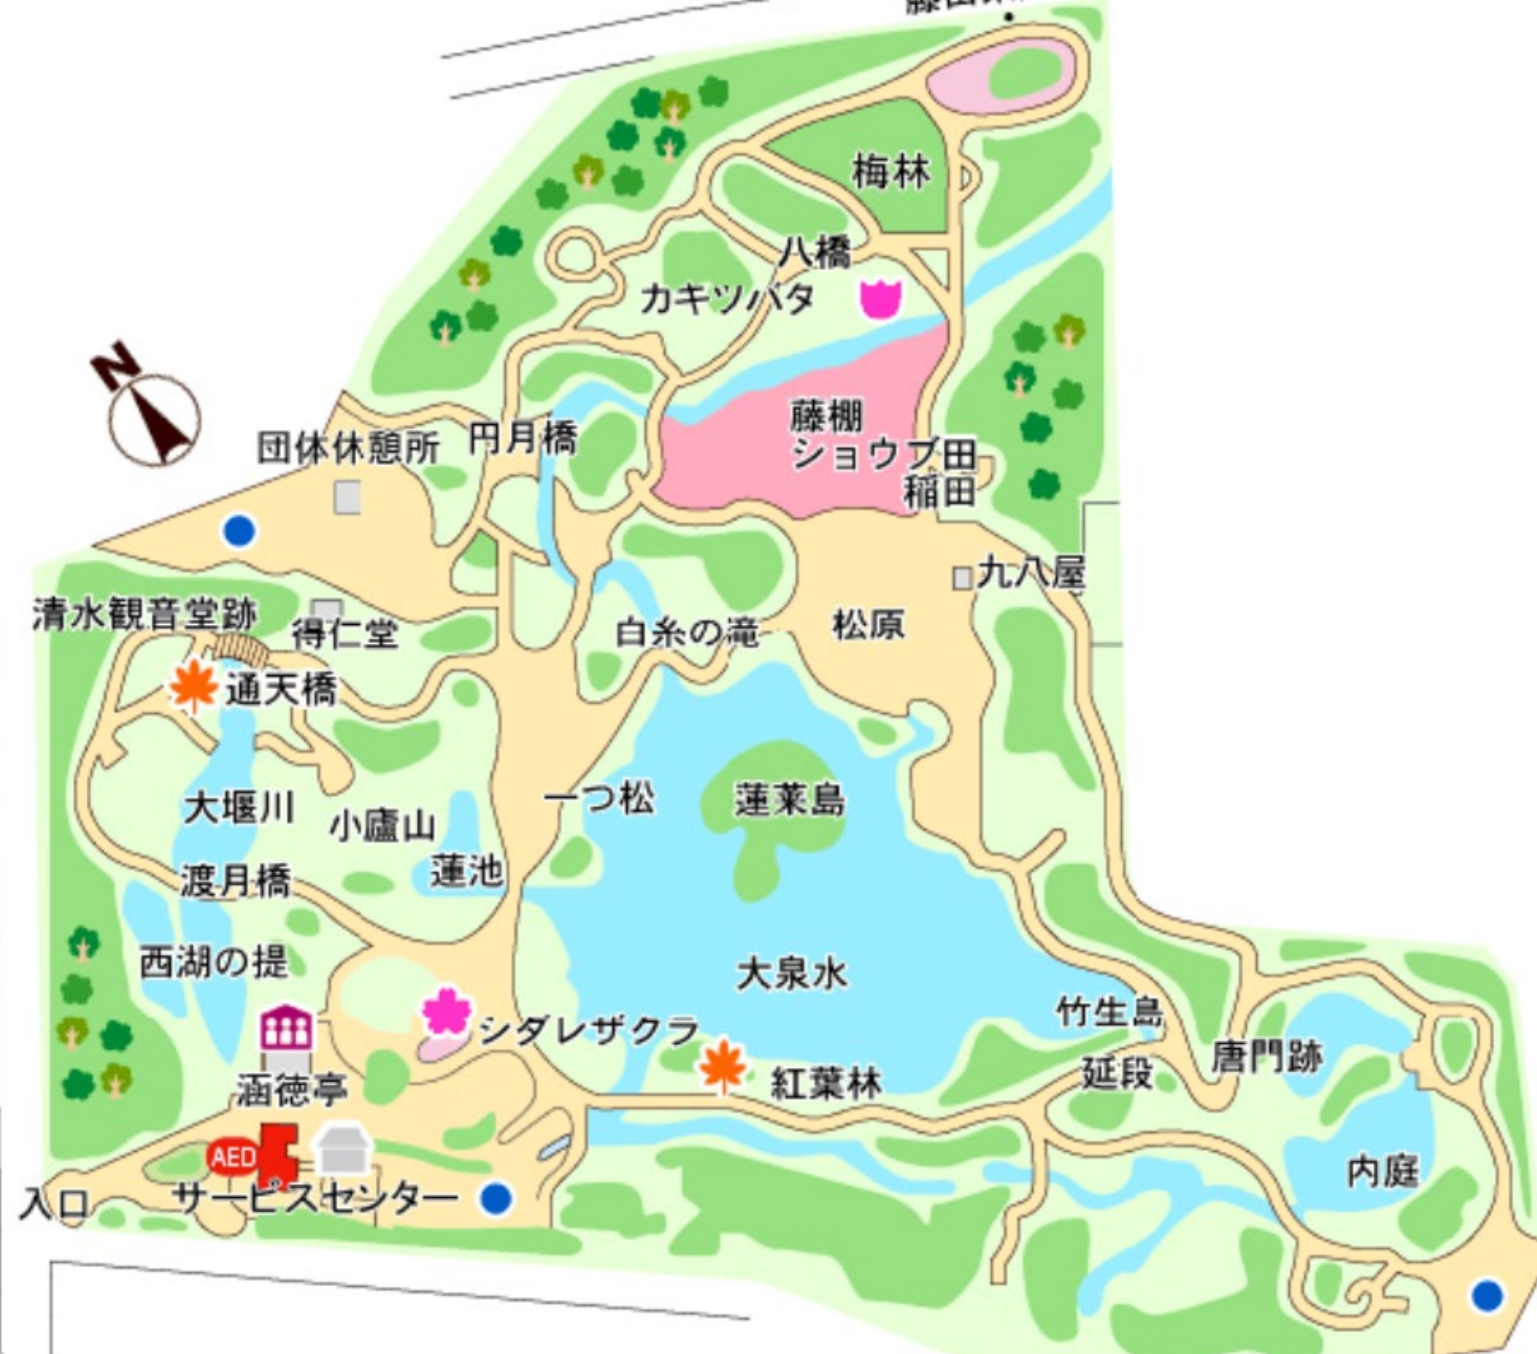 梅林
八橋
カキツバタ
N
藤棚
ショウブ田
稲田
団体休憩所
円月橋
九八屋
清水観音堂跡
得仁堂
白糸の滝
松原
通天橋
一つ松
蓮莱島
大堰川
小廬山
蓮池
渡月橋
西湖の提
大泉水
竹生島
シダレザクラ
唐門跡
延段
紅葉林
涵徳亭
AED
内庭
サービスセンター
入口